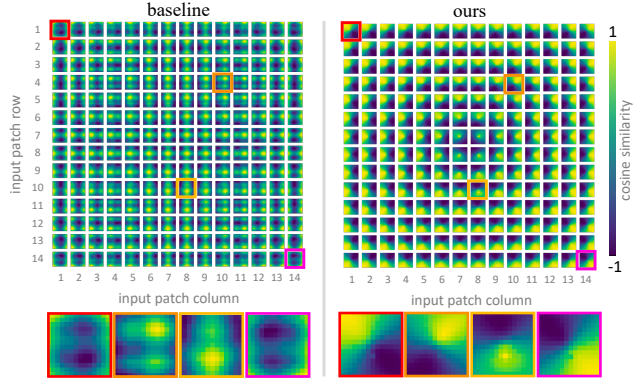 baseline
ours
input patch row
1
2
3
4
5
6
7
8
9
10
11
12
13
14
1 2 3 4 5 6 7 8 9 10 11 12 13 14
input patch column
1 2 3 4 5 6 7 8 9 10 11 12 13 14
input patch column
1
cosine similarity
-1